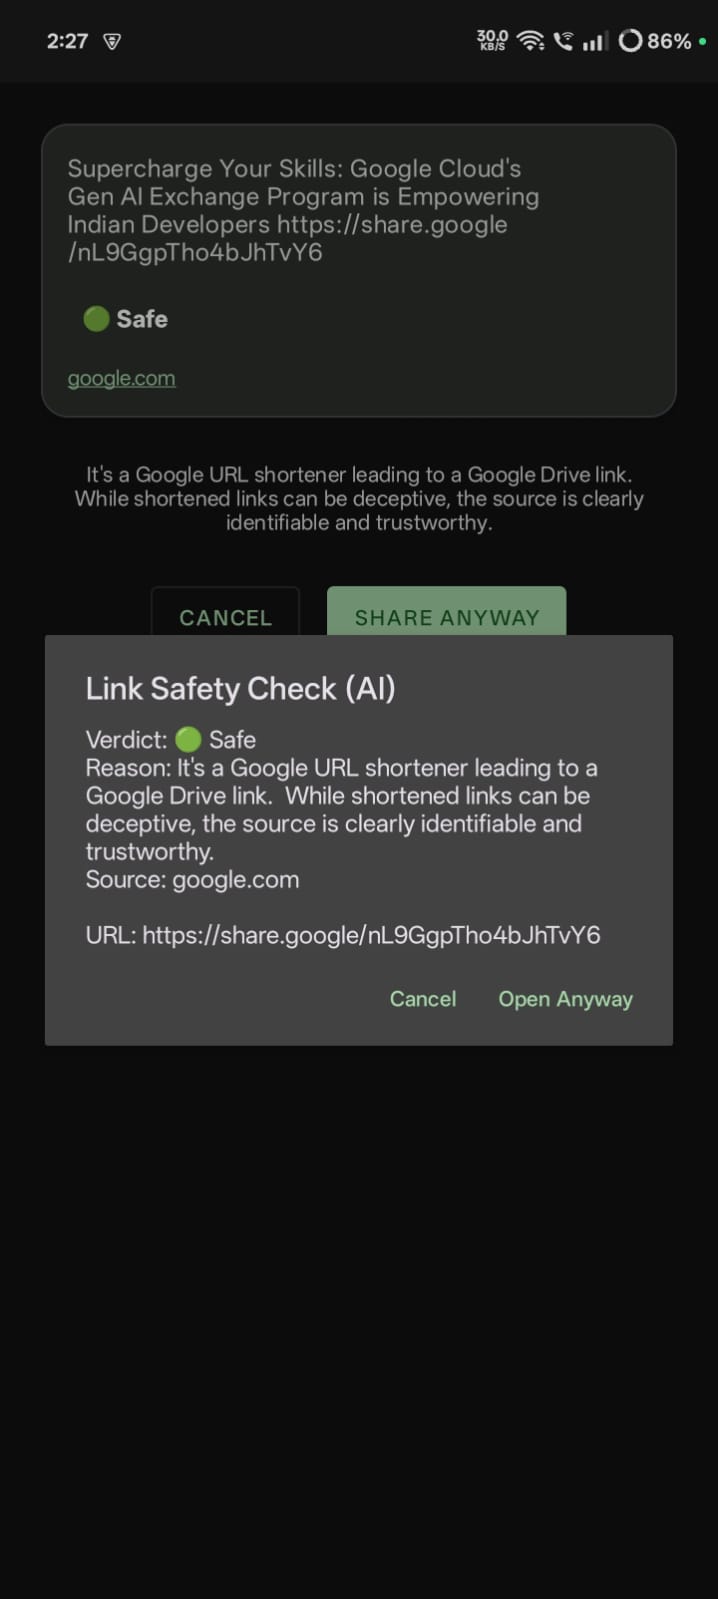 2:27
30.0
KB/S
86%
Supercharge Your Skills: Google Cloud's
Gen AI Exchange Program is Empowering
Indian Developers https://share.google
/nL9GgpTho4bJhTvY6
Safe
google.com
It's a Google URL shortener leading to a Google Drive link.
While shortened links can be deceptive, the source is clearly
identifiable and trustworthy.
CANCEL
SHARE ANYWAY
Link Safety Check (AI)
Verdict: 🟢 Safe
Reason: It's a Google URL shortener leading to a
Google Drive link.  While shortened links can be
deceptive, the source is clearly identifiable and
trustworthy.
Source: google.com
URL: https://share.google/nL9GgpTho4bJhTvY6
Cancel
Open Anyway